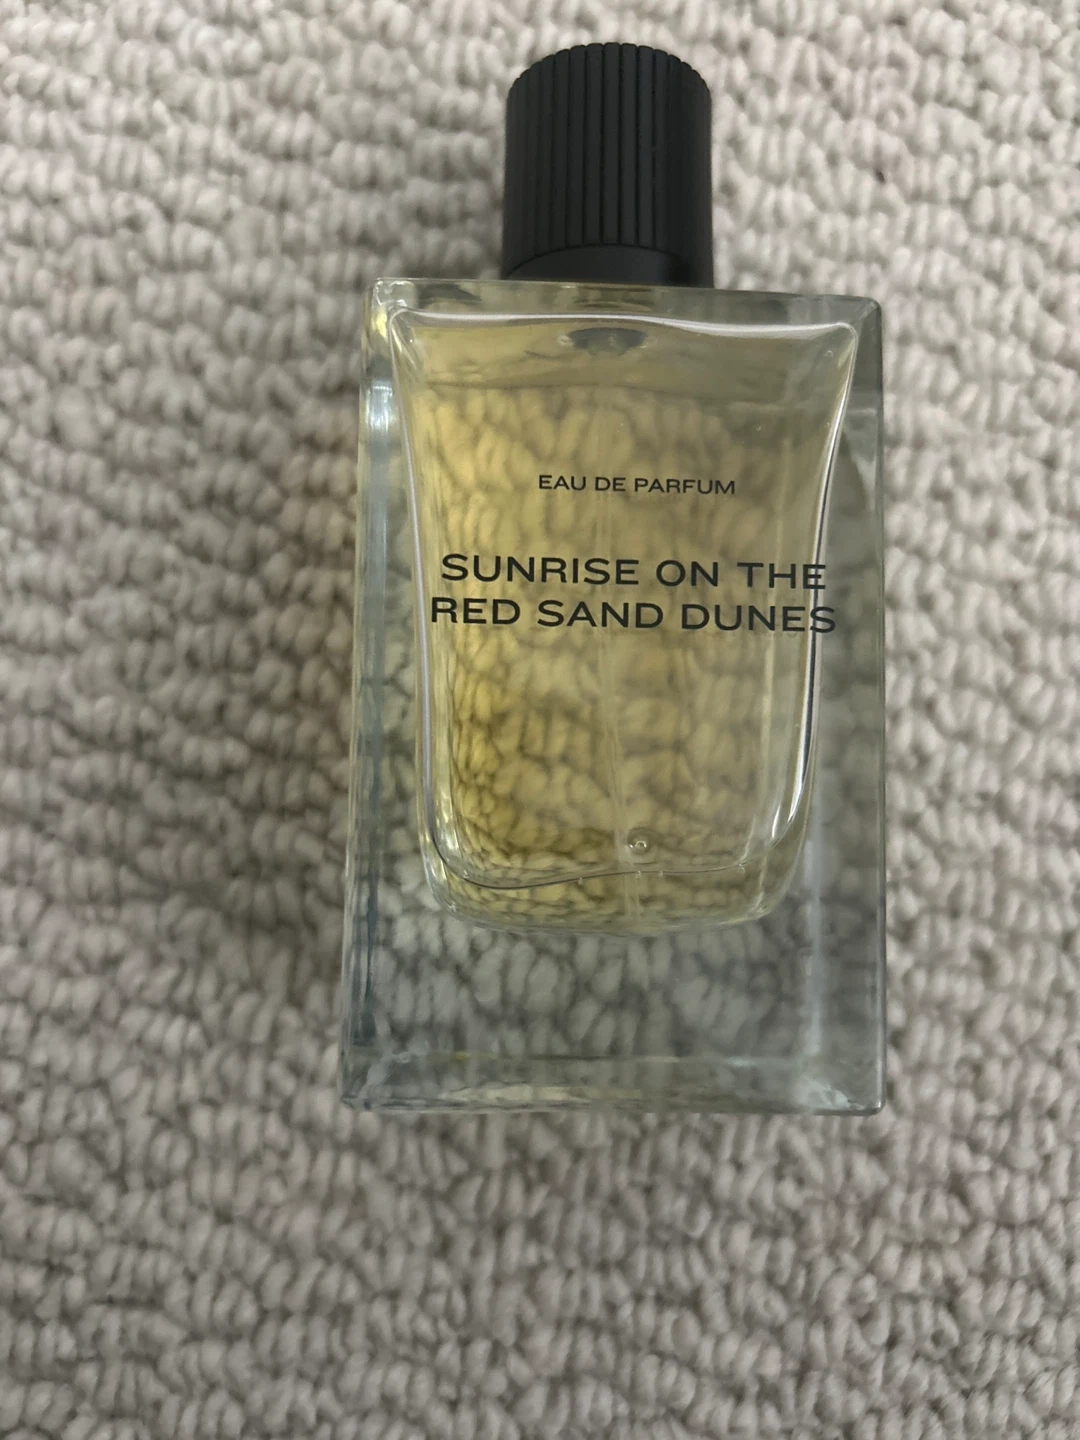 EAU DE PARFUM
SUNRISE ON THE
RED SAND DUNES